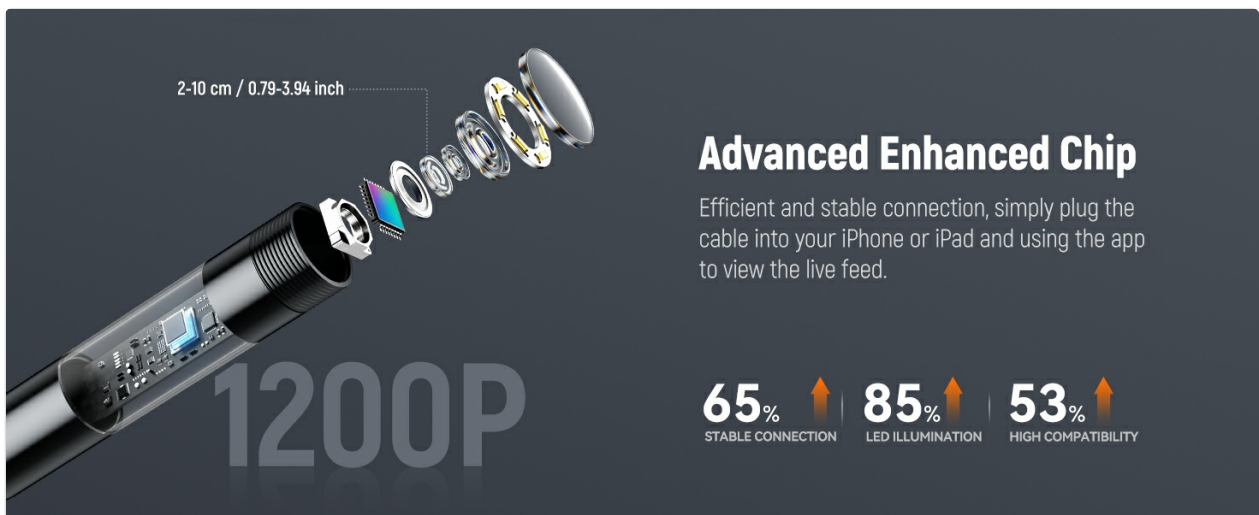 2-10 cm / 0.79-3.94 inch
Advanced Enhanced Chip
Efficient and stable connection, simply plug the
cable into your iPhone or iPad and using the app
to view the live feed.
1200P
65% 85% 53%
STABLE CONNECTION LED ILLUMINATION HIGH COMPATIBILITY